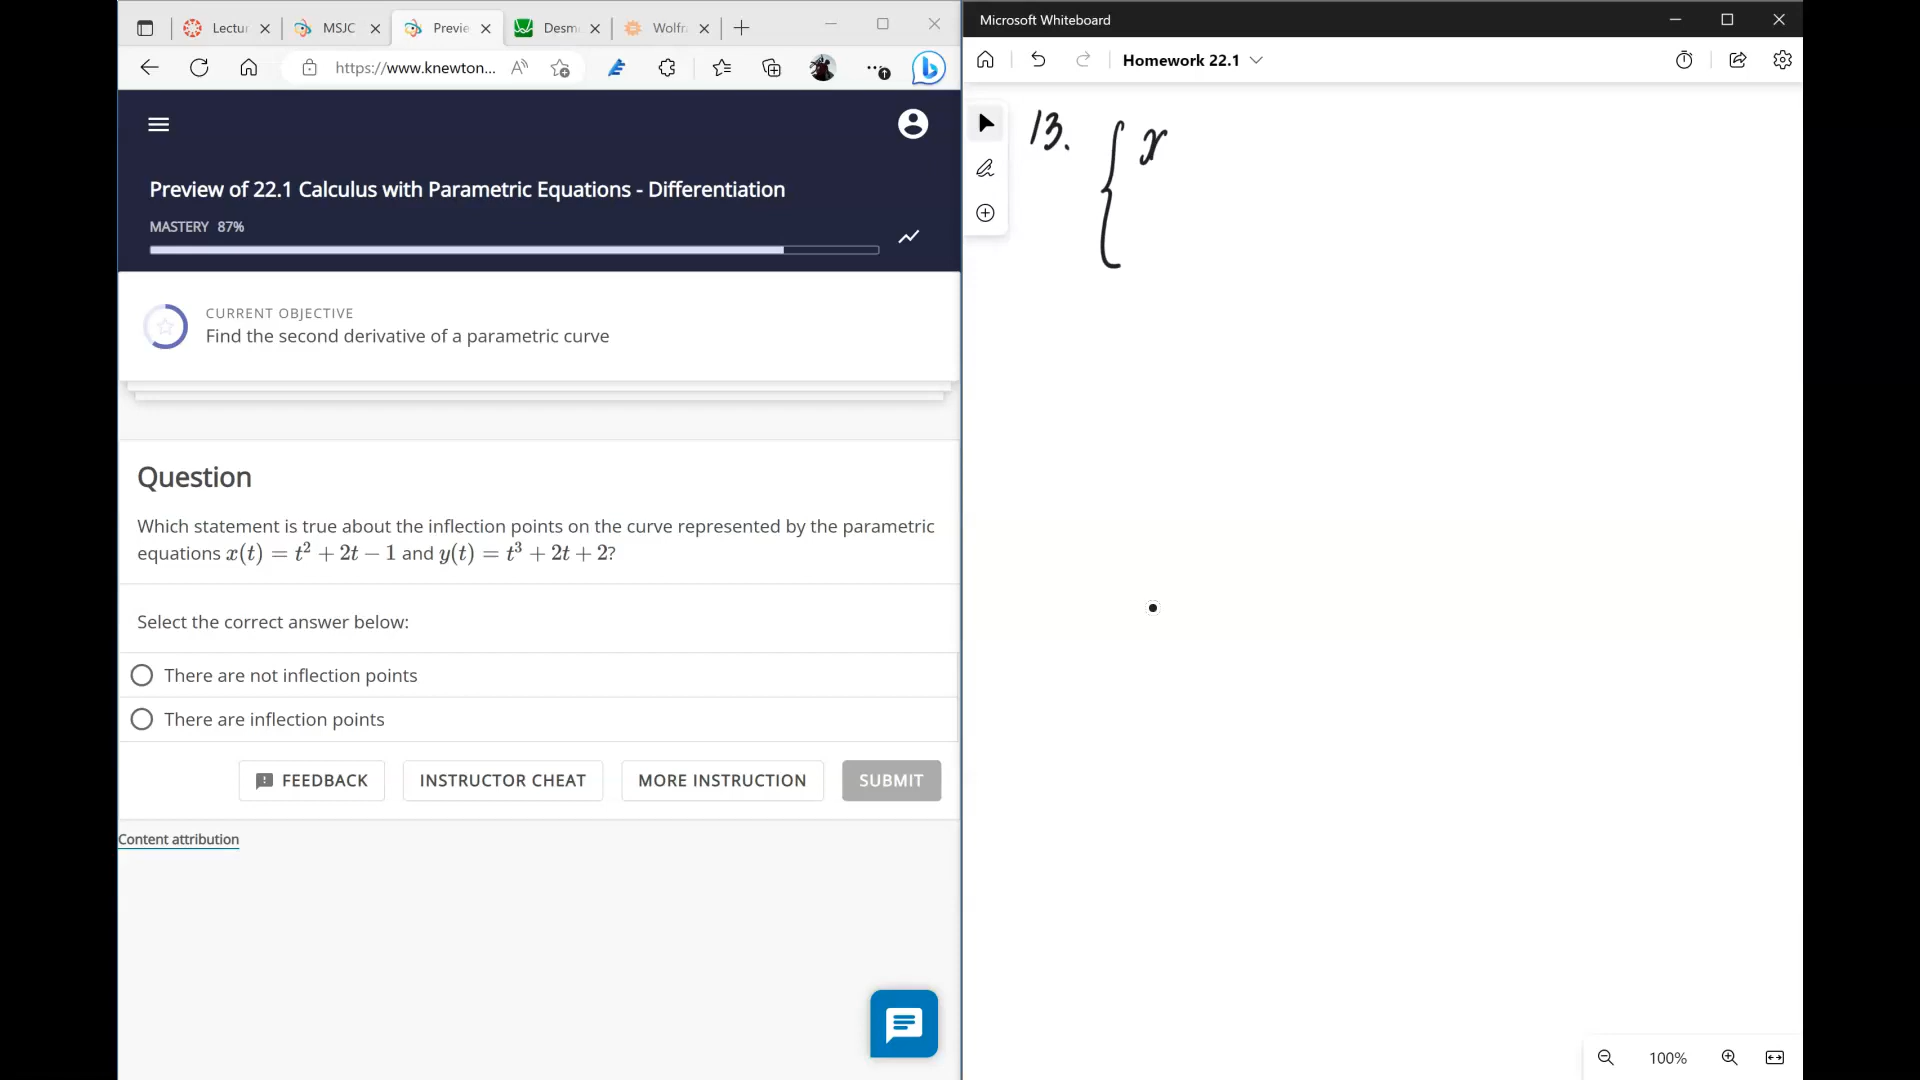 Lectur
MSJC
Previe
Desm
Wolfr
https://www.knewton...
Preview of 22.1 Calculus with Parametric Equations - Differentiation
MASTERY 87%
CURRENT OBJECTIVE
Find the second derivative of a parametric curve
Question
Which statement is true about the inflection points on the curve represented by the parametric
equations x(t) = t² + 2t − 1 and y(t) = t³ + 2t + 2?
Select the correct answer below:
There are not inflection points
There are inflection points
FEEDBACK INSTRUCTOR CHEAT MORE INSTRUCTION SUBMIT
Content attribution
Microsoft Whiteboard
Homework 22.1
13. { x
100%